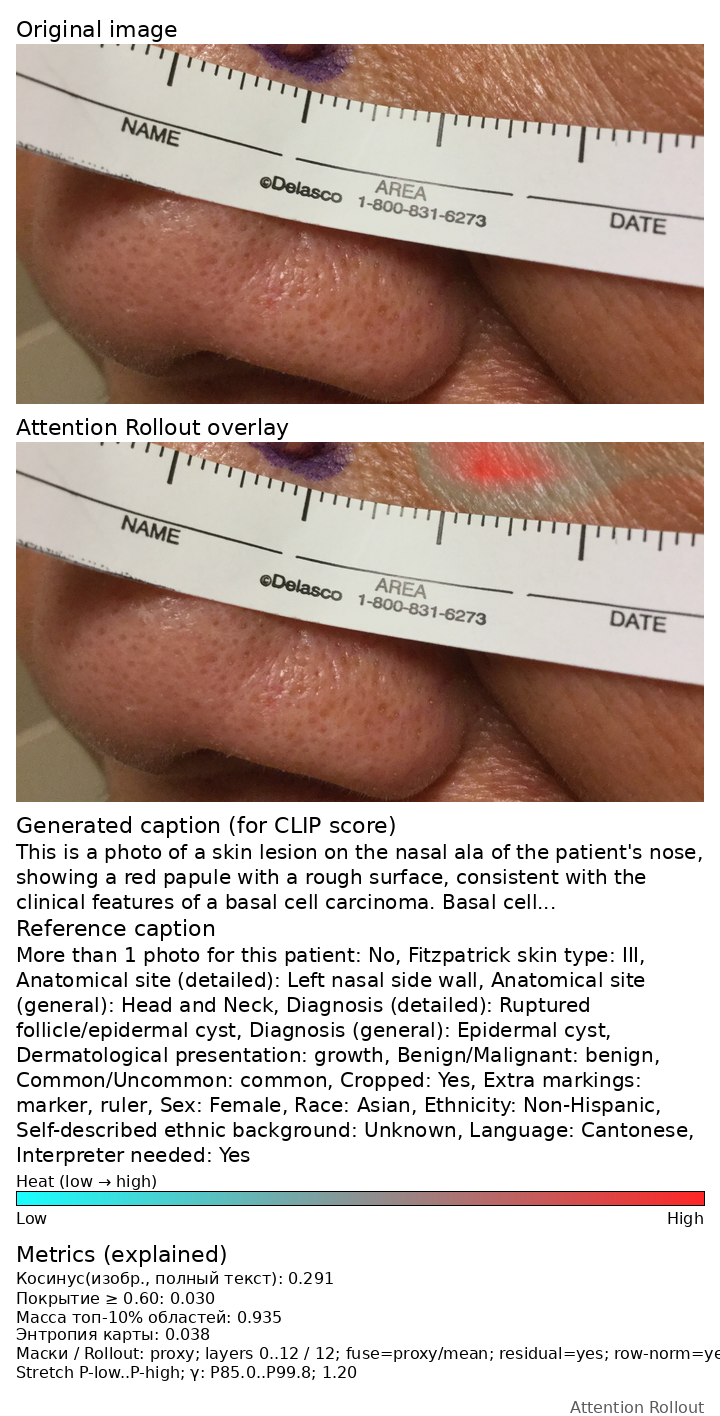 Original image
NAME
©Delasco
AREA
1-800-831-6273
DATE
Attention Rollout overlay
NAME
©Delasco
AREA
1-800-831-6273
DATE
Generated caption (for CLIP score)
This is a photo of a skin lesion on the nasal ala of the patient's nose,
showing a red papule with a rough surface, consistent with the
clinical features of a basal cell carcinoma. Basal cell...
Reference caption
More than 1 photo for this patient: No, Fitzpatrick skin type: III,
Anatomical site (detailed): Left nasal side wall, Anatomical site
(general): Head and Neck, Diagnosis (detailed): Ruptured
follicle/epidermal cyst, Diagnosis (general): Epidermal cyst,
Dermatological presentation: growth, Benign/Malignant: benign,
Common/Uncommon: common, Cropped: Yes, Extra markings:
marker, ruler, Sex: Female, Race: Asian, Ethnicity: Non-Hispanic,
Self-described ethnic background: Unknown, Language: Cantonese,
Interpreter needed: Yes
Heat (low → high)
Low High
Metrics (explained)
Косинус(изобр., полный текст): 0.291
Покрытие ≥ 0.60: 0.030
Масса топ-10% областей: 0.935
Энтропия карты: 0.038
Маски / Rollout: proxy; layers 0..12 / 12; fuse=proxy/mean; residual=yes; row-norm=ye
Stretch P-low..P-high; γ: P85.0..P99.8; 1.20
Attention Rollout